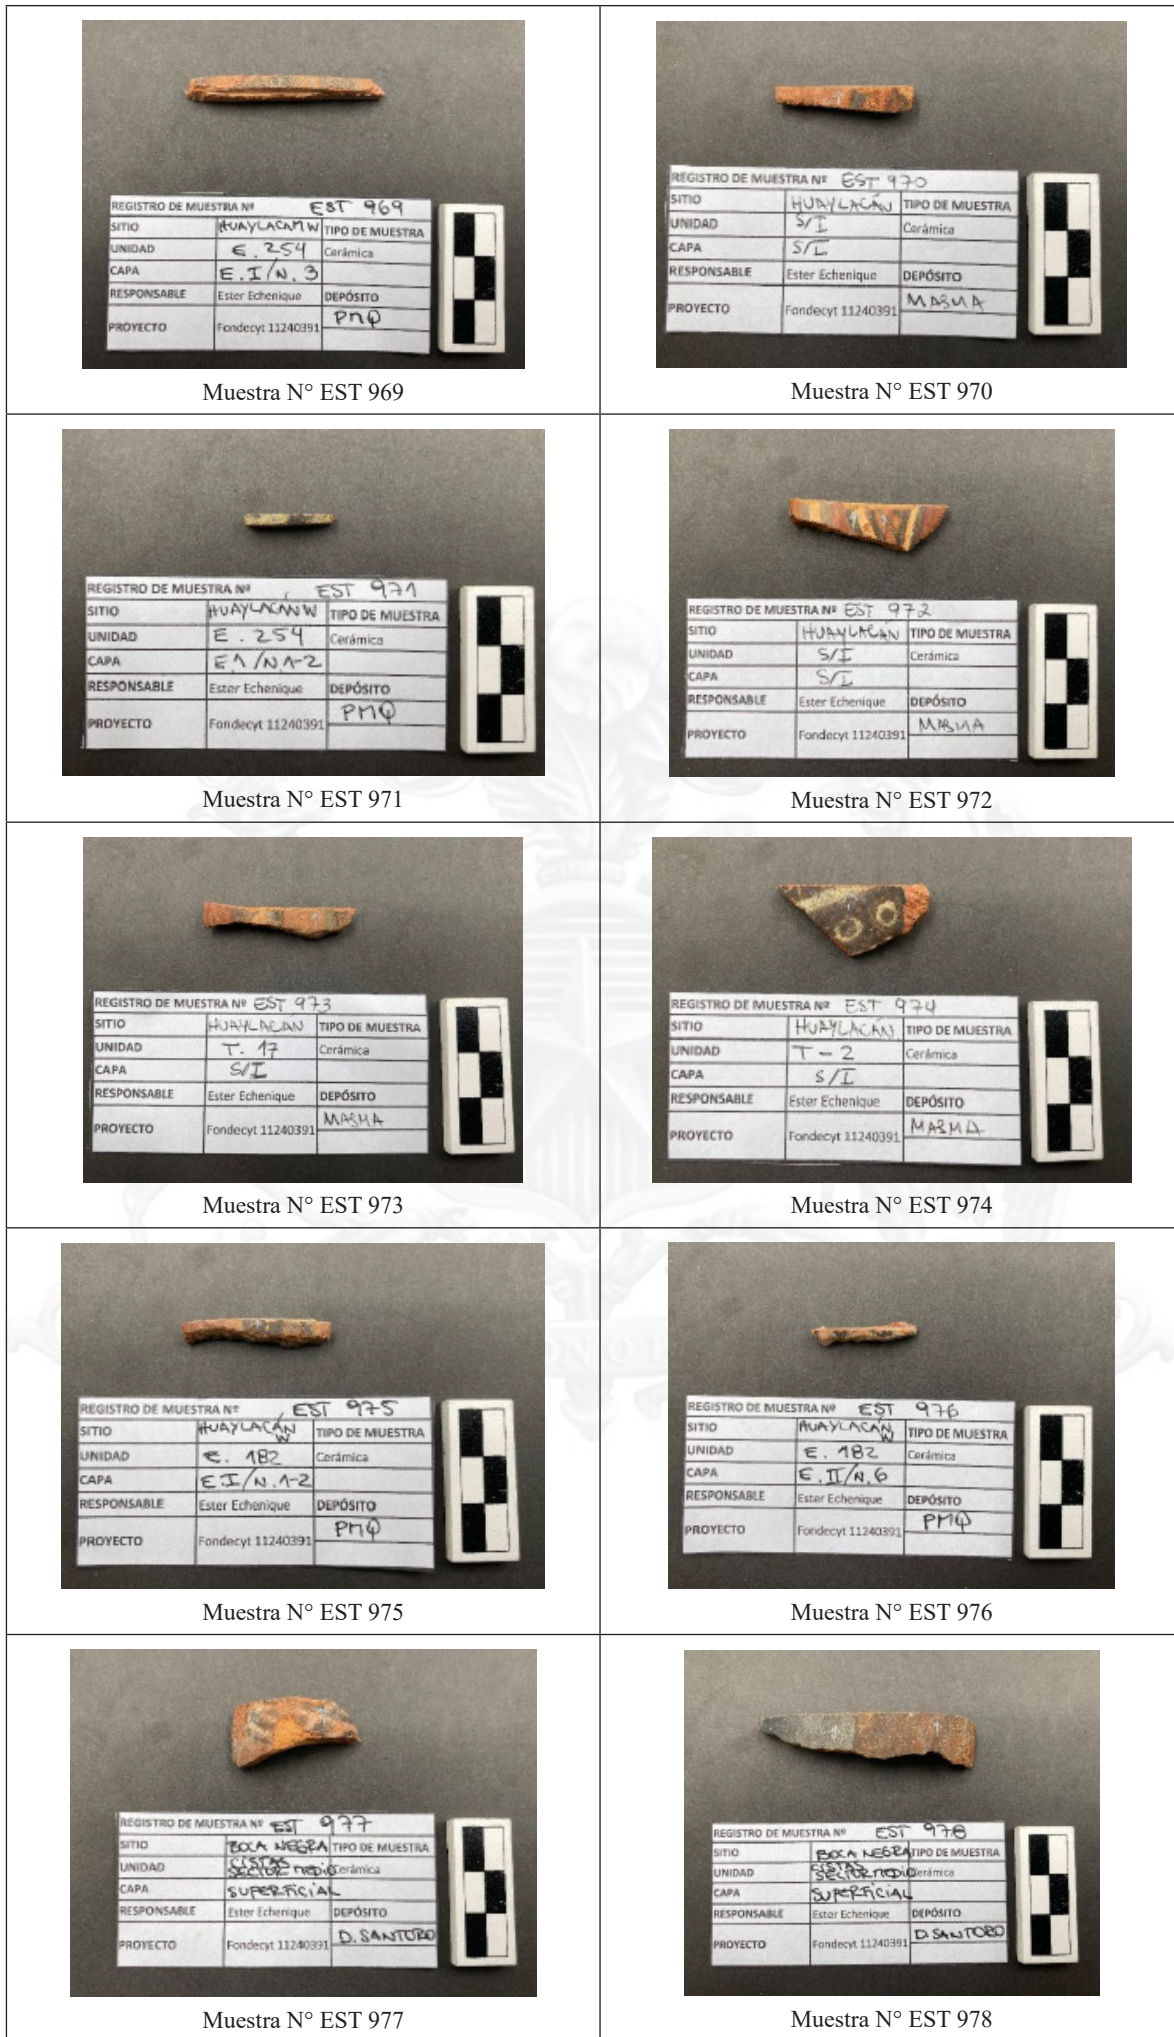 REGISTRO DE MUESTRA Nº EST 969
SITIO HUAYLACÁN W TIPO DE MUESTRA
UNIDAD E. 254 Cerámica
CAPA E.I/N.3
RESPONSABLE Ester Echenique DEPÓSITO
PROYECTO Fondecyt 11240391 PMQ
Muestra N° EST 969
REGISTRO DE MUESTRA Nº EST 970
SITIO HUAYLACÁN TIPO DE MUESTRA
UNIDAD S/I Cerámica
CAPA S/I
RESPONSABLE Ester Echenique DEPÓSITO
PROYECTO Fondecyt 11240391 MASMA
Muestra N° EST 970
REGISTRO DE MUESTRA Nº EST 971
SITIO HUAYLACÁN W TIPO DE MUESTRA
UNIDAD E. 254 Cerámica
CAPA E1/N1-2
RESPONSABLE Ester Echenique DEPÓSITO
PROYECTO Fondecyt 11240391 PMQ
Muestra N° EST 971
REGISTRO DE MUESTRA Nº EST 972
SITIO HUAYLACÁN TIPO DE MUESTRA
UNIDAD S/I Cerámica
CAPA S/I
RESPONSABLE Ester Echenique DEPÓSITO
PROYECTO Fondecyt 11240391 MASMA
Muestra N° EST 972
REGISTRO DE MUESTRA Nº EST 973
SITIO HUAYLACAN TIPO DE MUESTRA
UNIDAD T. 17 Cerámica
CAPA S/I
RESPONSABLE Ester Echenique DEPÓSITO
PROYECTO Fondecyt 11240391 MASMA
Muestra N° EST 973
REGISTRO DE MUESTRA Nº EST 974
SITIO HUAYLACÁN TIPO DE MUESTRA
UNIDAD T-2 Cerámica
CAPA S/I
RESPONSABLE Ester Echenique DEPÓSITO
PROYECTO Fondecyt 11240391 MASMA
Muestra N° EST 974
REGISTRO DE MUESTRA Nº EST 975
SITIO HUAYLACÁN W TIPO DE MUESTRA
UNIDAD E. 182 Cerámica
CAPA E.I/N.1-2
RESPONSABLE Ester Echenique DEPÓSITO
PROYECTO Fondecyt 11240391 PMQ
Muestra N° EST 975
REGISTRO DE MUESTRA Nº EST 976
SITIO HUAYLACÁN W TIPO DE MUESTRA
UNIDAD E. 182 Cerámica
CAPA E.II/N.6
RESPONSABLE Ester Echenique DEPÓSITO
PROYECTO Fondecyt 11240391 PMQ
Muestra N° EST 976
REGISTRO DE MUESTRA Nº EST 977
SITIO BOCA NEGRA TIPO DE MUESTRA
UNIDAD CISTAS SECTOR MEDIO Cerámica
CAPA SUPERFICIAL
RESPONSABLE Ester Echenique DEPÓSITO
PROYECTO Fondecyt 11240391 D. SANTORO
Muestra N° EST 977
REGISTRO DE MUESTRA Nº EST 978
SITIO BOCA NEGRA TIPO DE MUESTRA
UNIDAD CISTAS SECTOR MEDIO Cerámica
CAPA SUPERFICIAL
RESPONSABLE Ester Echenique DEPÓSITO
PROYECTO Fondecyt 11240391 D. SANTORO
Muestra N° EST 978